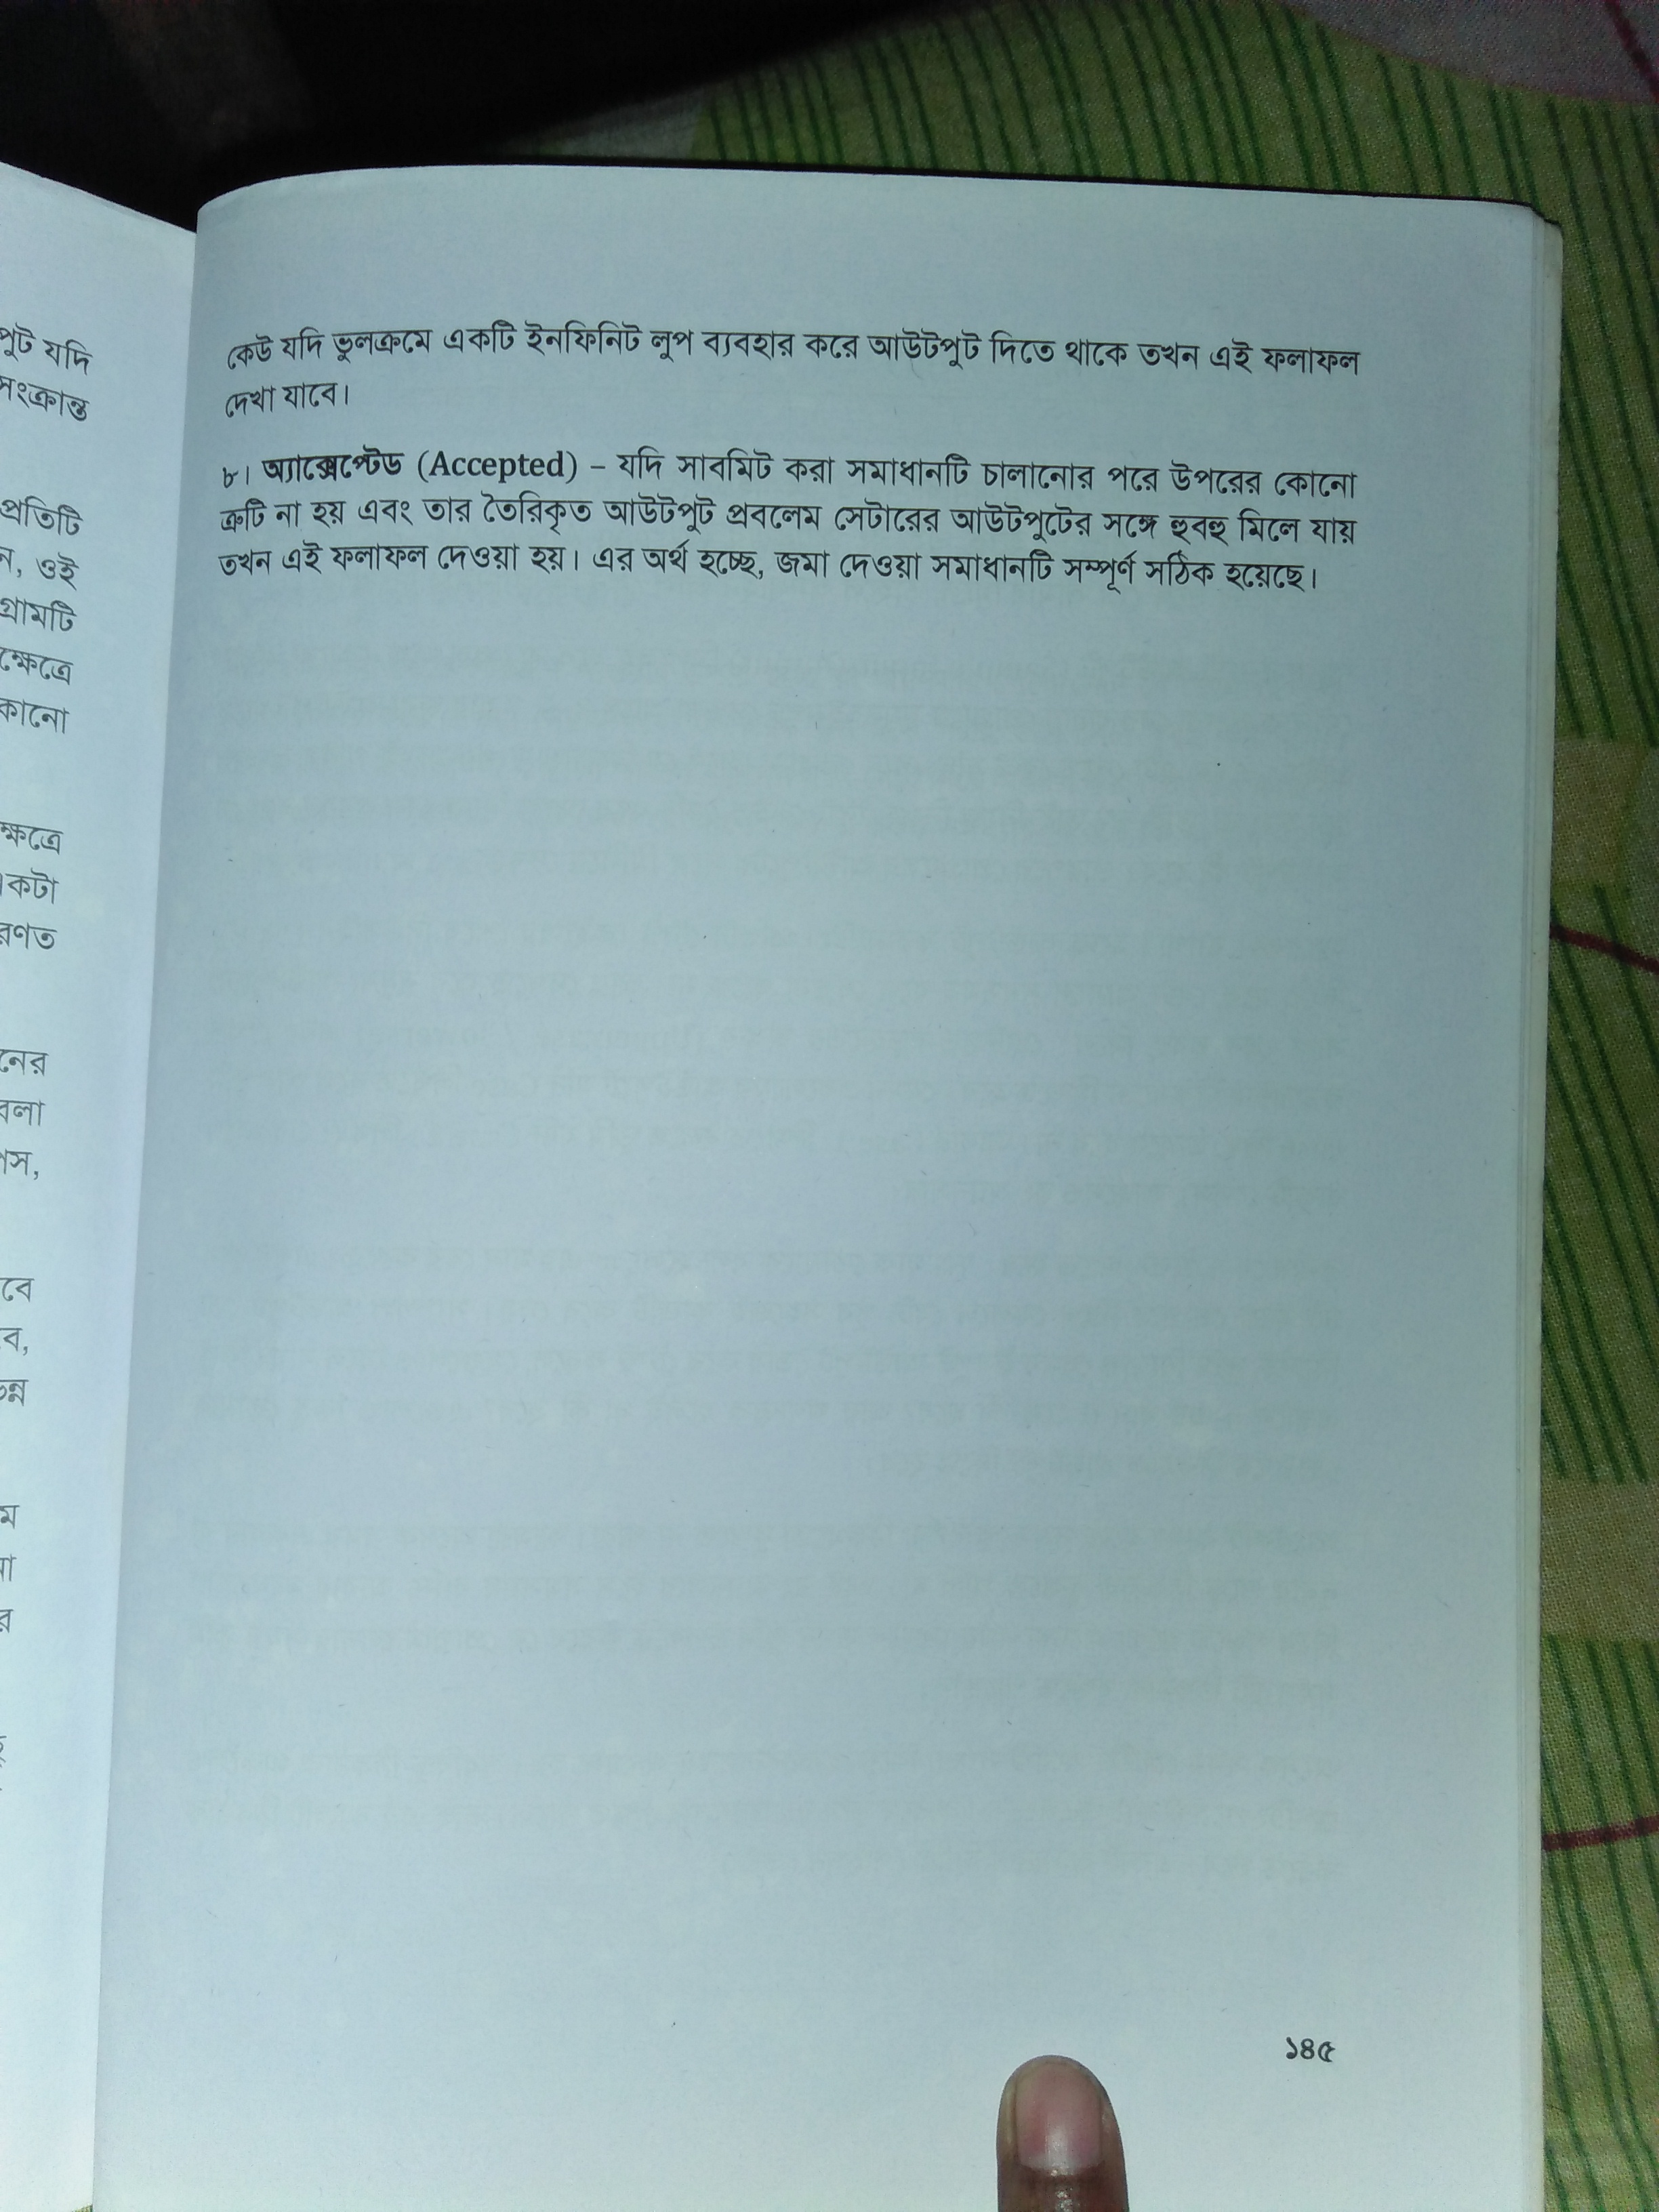 পুট যদি
সংক্রান্ত
প্রতিটি
ন, ওই
গ্রামটি
ক্ষেত্রে
কানো
ক্ষেত্রে
একটা
রণত
নের
বলা
স,
বে
বে,
ন্ন
ম
র
কেউ যদি ভুলক্রমে একটি ইনফিনিট লুপ ব্যবহার করে আউটপুট দিতে থাকে তখন এই ফলাফল
দেখা যাবে।
৮। অ্যাক্সেপ্টেড (Accepted) – যদি সাবমিট করা সমাধানটি চালানোর পরে উপরের কোনো
ত্রুটি না হয় এবং তার তৈরিকৃত আউটপুট প্রবলেম সেটারের আউটপুটের সঙ্গে হুবহু মিলে যায়
তখন এই ফলাফল দেওয়া হয়। এর অর্থ হচ্ছে, জমা দেওয়া সমাধানটি সম্পূর্ণ সঠিক হয়েছে।
১৪৫